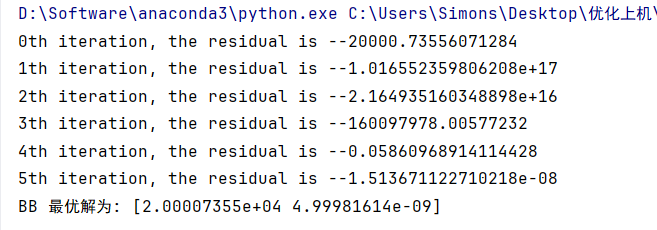 D:\Software\anaconda3\python.exe C:\Users\Simons\Desktop\优化上机\
0th iteration, the residual is --20000.73556071284
1th iteration, the residual is --1.016552359806208e+17
2th iteration, the residual is --2.164935160348898e+16
3th iteration, the residual is --160097978.00577232
4th iteration, the residual is --0.05860968914114428
5th iteration, the residual is --1.513671122710218e-08
BB 最优解为: [2.00007355e+04 4.99981614e-09]